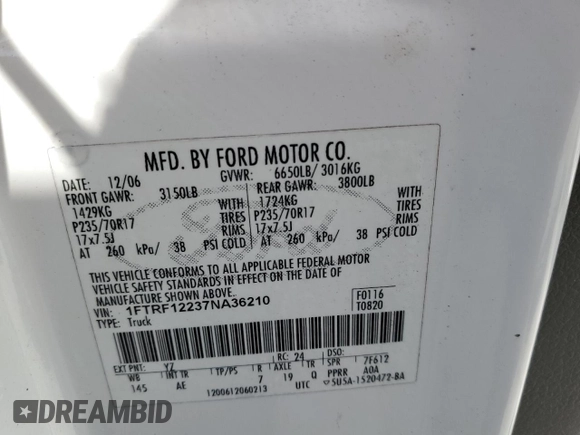 MFD. BY FORD MOTOR CO.
DATE: 12/06 GVWR: 6650LB/ 3016KG
FRONT GAWR: 3150LB REAR GAWR: 3800LB
1429KG WITH 1724KG WITH
P235/70R17 TIRES P235/70R17 TIRES
17x7.5J RIMS 17x7.5J RIMS
AT 260 kPa/ 38 PSI COLD AT 260 kPa/ 38 PSI COLD
THIS VEHICLE CONFORMS TO ALL APPLICABLE FEDERAL MOTOR
VEHICLE SAFETY STANDARDS IN EFFECT ON THE DATE OF
MANUFACTURE SHOWN ABOVE.
VIN: 1FTRF12237NA36210 F0116
TYPE: Truck T0820
EXT PNT: YZ RC: 24 DSO:
WB INT TR TP/PS R AXLE TR SPR 7F612
145 AE 7 19 Q PPRR A0A
1200612060213 UTC 5U5A-1520472-BA
Ford
DREAMBID